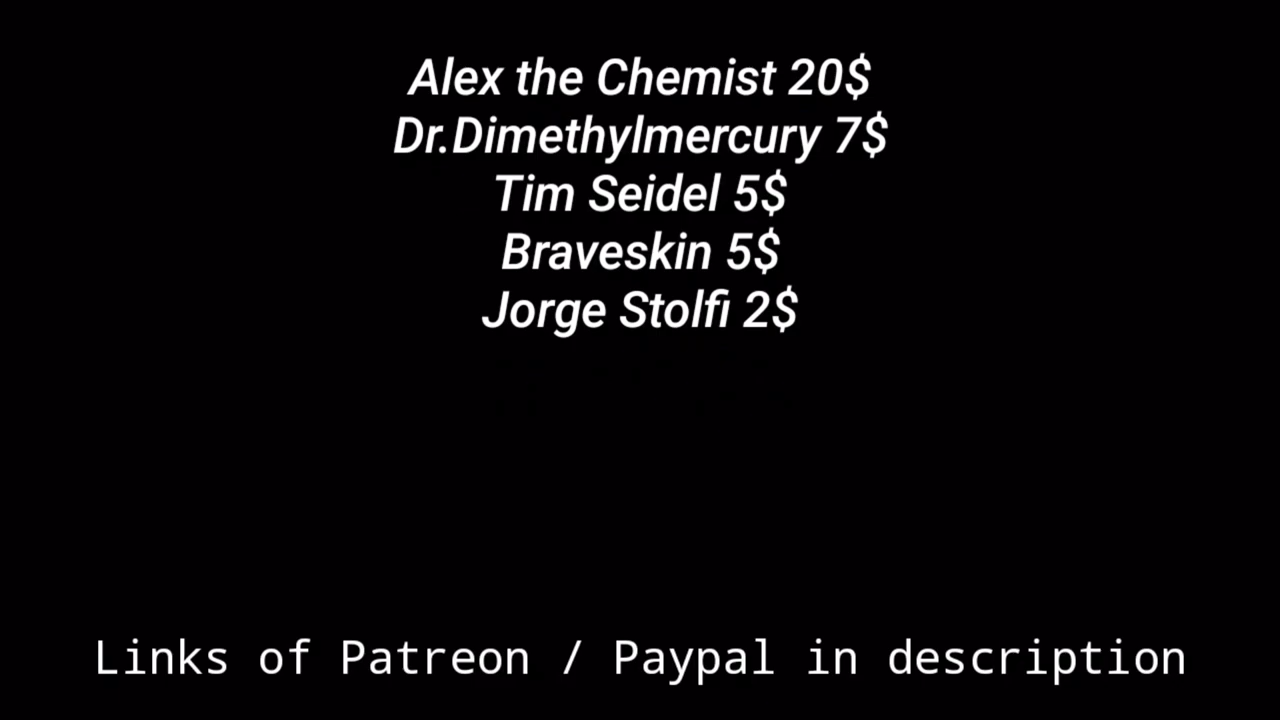 Alex the Chemist 20$
Dr.Dimethylmercury 7$
Tim Seidel 5$
Braveskin 5$
Jorge Stolfi 2$
Links of Patreon / Paypal in description